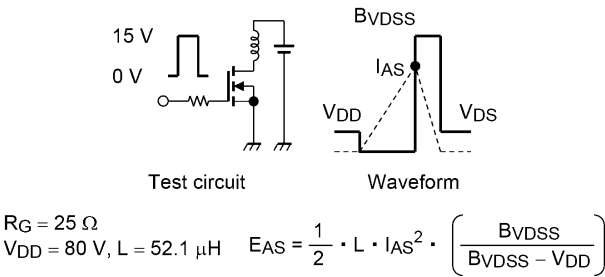 15 V
0 V
BVDSS
IAS
VDD
VDS
Test circuit
Waveform
RG = 25 Ω
VDD = 80 V, L = 52.1 μH
EAS = 1/2 · L · IAS² · (BVDSS / (BVDSS − VDD))